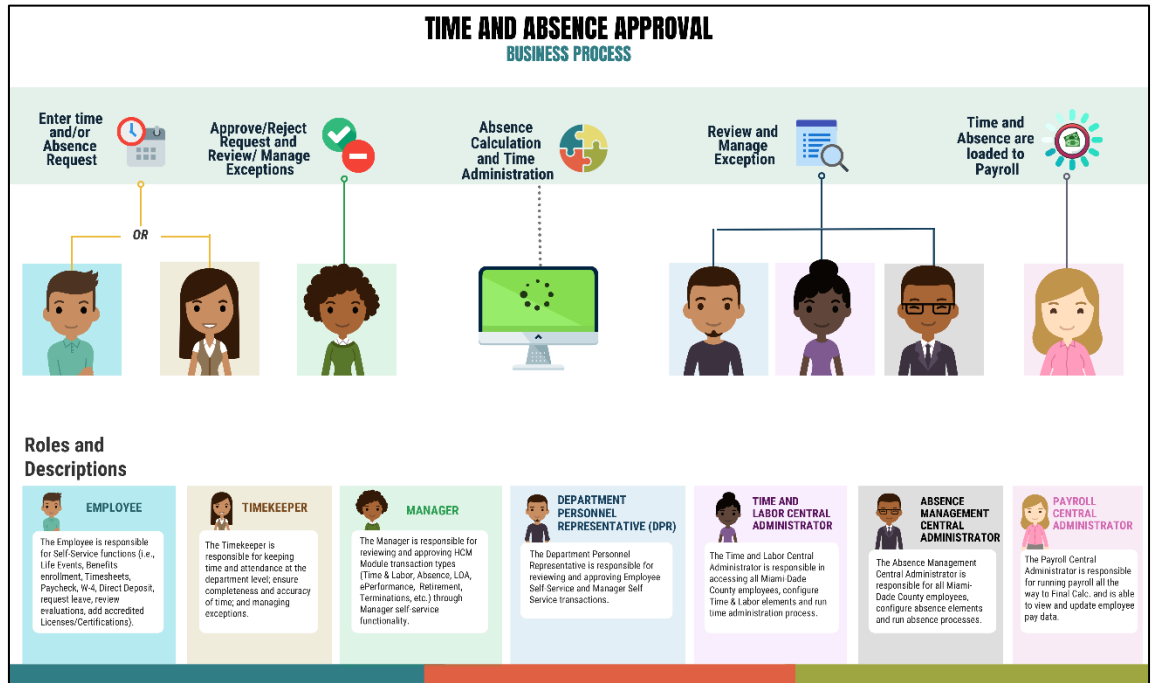 TIME AND ABSENCE APPROVAL
BUSINESS PROCESS
Enter time
and/or
Absence
Request
Approve/Reject
Request and
Review/ Manage
Exceptions
Absence
Calculation
and Time
Administration
Review and
Manage
Exception
Time and
Absence are
loaded to
Payroll
OR
Roles and
Descriptions
EMPLOYEE
The Employee is responsible
for Self-Service functions (i.e.,
Life Events, Benefits
enrollment, Timesheets,
Paycheck, W-4, Direct Deposit,
request leave, review
evaluations, add accredited
Licenses/Certifications).
TIMEKEEPER
The Timekeeper is
responsible for keeping
time and attendance at the
department level; ensure
completeness and accuracy
of time; and managing
exceptions.
MANAGER
The Manager is responsible for
reviewing and approving HCM
Module transaction types
(Time & Labor, Absence, LOA,
ePerformance, Retirement,
Terminations, etc.) through
Manager self-service
functionality.
DEPARTMENT
PERSONNEL
REPRESENTATIVE (DPR)
The Department Personnel
Representative is responsible for
reviewing and approving Employee
Self-Service and Manager Self
Service transactions.
TIME AND
LABOR CENTRAL
ADMINISTRATOR
The Time and Labor Central
Administrator is responsible in
accessing all Miami-Dade
County employees, configure
Time & Labor elements and run
time administration process.
ABSENCE
MANAGEMENT
CENTRAL
ADMINISTRATOR
The Absence Management
Central Administrator is
responsible for all Miami-
Dade County employees,
configure absence elements
and run absence processes.
PAYROLL
CENTRAL
ADMINISTRATOR
The Payroll Central
Administrator is responsible
for running payroll all the
way to Final Calc. and is able
to view and update employee
pay data.